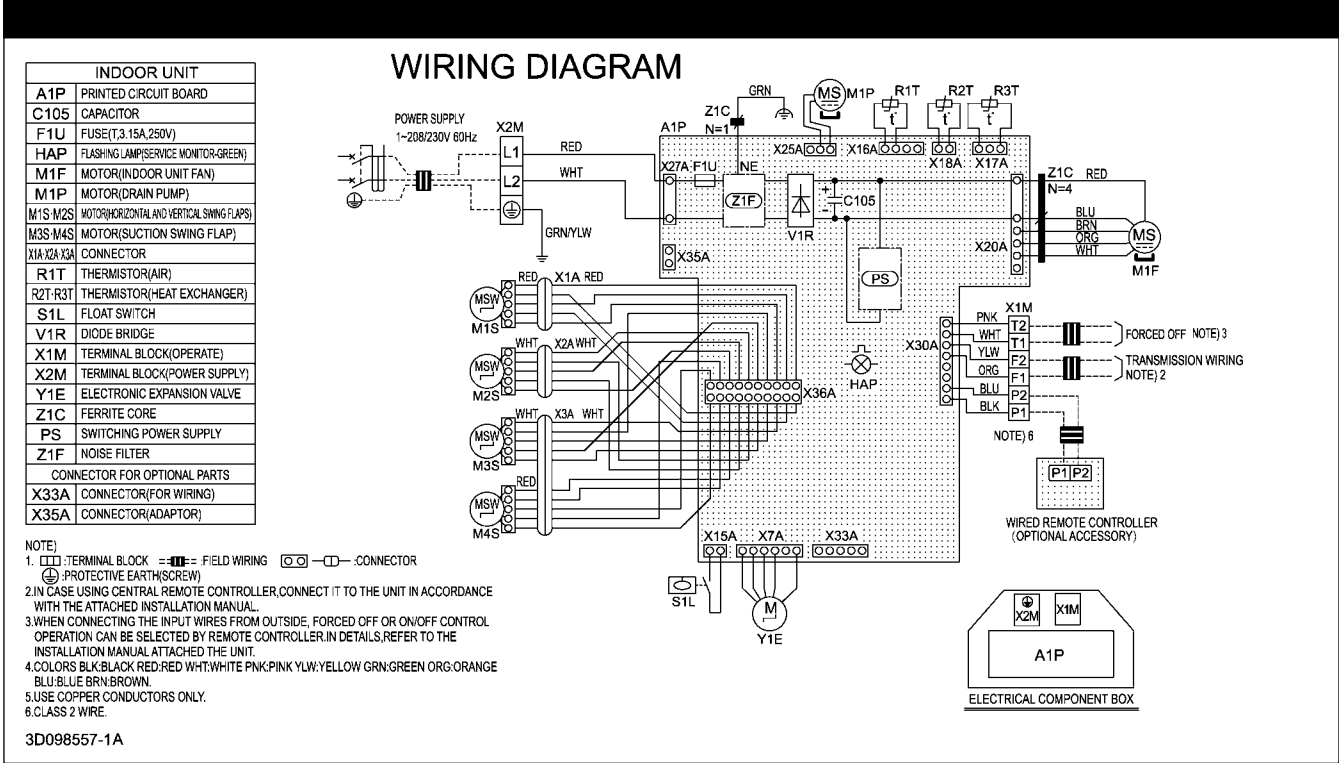 WIRING DIAGRAM
INDOOR UNIT
A1P PRINTED CIRCUIT BOARD
C105 CAPACITOR
F1U FUSE(T,3.15A,250V)
HAP FLASHING LAMP(SERVICE MONITOR-GREEN)
M1F MOTOR(INDOOR UNIT FAN)
M1P MOTOR(DRAIN PUMP)
M1S·M2S MOTOR(HORIZONTAL AND VERTICAL SWING FLAPS)
M3S·M4S MOTOR(SUCTION SWING FLAP)
X1A·X2A·X3A CONNECTOR
R1T THERMISTOR(AIR)
R2T·R3T THERMISTOR(HEAT EXCHANGER)
S1L FLOAT SWITCH
V1R DIODE BRIDGE
X1M TERMINAL BLOCK(OPERATE)
X2M TERMINAL BLOCK(POWER SUPPLY)
Y1E ELECTRONIC EXPANSION VALVE
Z1C FERRITE CORE
PS SWITCHING POWER SUPPLY
Z1F NOISE FILTER
CONNECTOR FOR OPTIONAL PARTS
X33A CONNECTOR(FOR WIRING)
X35A CONNECTOR(ADAPTOR)
NOTE)
1. :TERMINAL BLOCK :FIELD WIRING :CONNECTOR
:PROTECTIVE EARTH(SCREW)
2.IN CASE USING CENTRAL REMOTE CONTROLLER,CONNECT IT TO THE UNIT IN ACCORDANCE
WITH THE ATTACHED INSTALLATION MANUAL.
3.WHEN CONNECTING THE INPUT WIRES FROM OUTSIDE, FORCED OFF OR ON/OFF CONTROL
OPERATION CAN BE SELECTED BY REMOTE CONTROLLER.IN DETAILS,REFER TO THE
INSTALLATION MANUAL ATTACHED THE UNIT.
4.COLORS BLK:BLACK RED:RED WHT:WHITE PNK:PINK YLW:YELLOW GRN:GREEN ORG:ORANGE
BLU:BLUE BRN:BROWN.
5.USE COPPER CONDUCTORS ONLY.
6.CLASS 2 WIRE.
3D098557-1A
POWER SUPPLY
1~208/230V 60Hz
X2M
L1
L2
RED
WHT
GRN/YLW
A1P
Z1C
N=1
GRN
MS
M1P
R1T
R2T
R3T
t°
t°
t°
X25A
X16A
X18A
X17A
X27A
F1U
NE
Z1F
V1R
+
-
C105
PS
X35A
X20A
Z1C
N=4
RED
BLU
BRN
ORG
WHT
MS
M1F
MSW
M1S
RED
X1A
RED
MSW
M2S
WHT
X2A
WHT
MSW
M3S
WHT
X3A
WHT
MSW
M4S
RED
X36A
HAP
X30A
PNK
WHT
YLW
ORG
BLU
BLK
X1M
T2
T1
F2
F1
P2
P1
FORCED OFF NOTE) 3
TRANSMISSION WIRING
NOTE) 2
NOTE) 6
P1 P2
WIRED REMOTE CONTROLLER
(OPTIONAL ACCESSORY)
X15A
X7A
X33A
S1L
M
Y1E
X2M
X1M
A1P
ELECTRICAL COMPONENT BOX